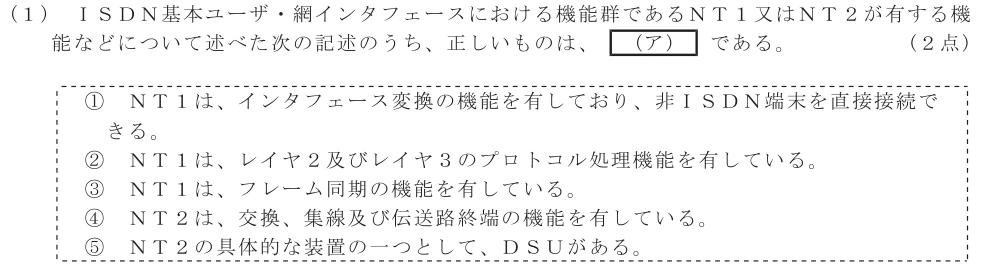 (1) ＩＳＤＮ基本ユーザ・網インタフェースにおける機能群であるＮＴ１又はＮＴ２が有する機
能などについて述べた次の記述のうち、正しいものは、 （ア） である。 （２点）
① ＮＴ１は、インタフェース変換の機能を有しており、非ＩＳＤＮ端末を直接接続で
きる。
② ＮＴ１は、レイヤ２及びレイヤ３のプロトコル処理機能を有している。
③ ＮＴ１は、フレーム同期の機能を有している。
④ ＮＴ２は、交換、集線及び伝送路終端の機能を有している。
⑤ ＮＴ２の具体的な装置の一つとして、ＤＳＵがある。